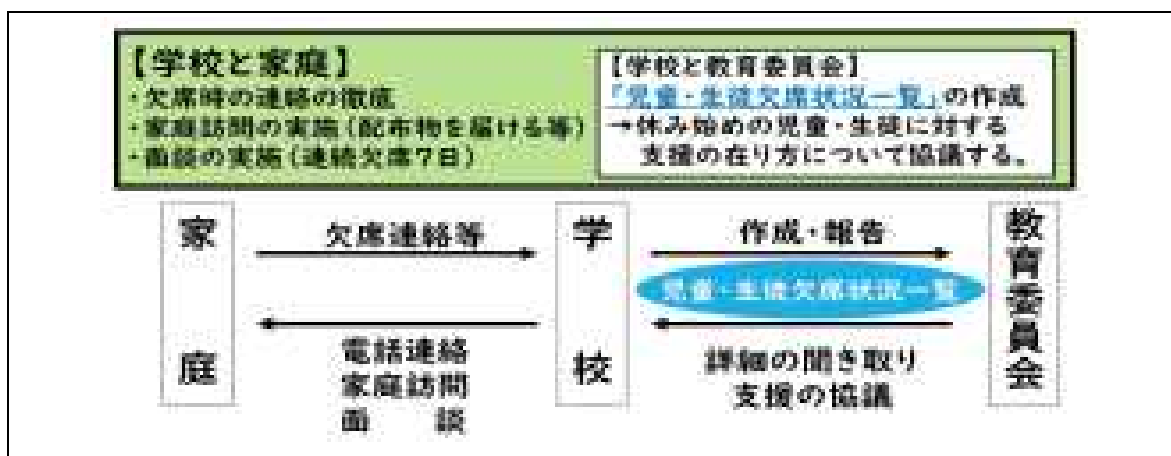 【学校と家庭】
・欠席時の連絡の徹底
・家庭訪問の実施（配布物を届ける等）
・面談の実施（連続欠席7日）
【学校と教育委員会】
「児童・生徒欠席状況一覧」の作成
→休み始めの児童・生徒に対する
支援の在り方について協議する。
家庭
欠席連絡等
電話連絡
家庭訪問
面　　談
学校
作成・報告
児童・生徒欠席状況一覧
詳細の聞き取り
支援の協議
教育委員会